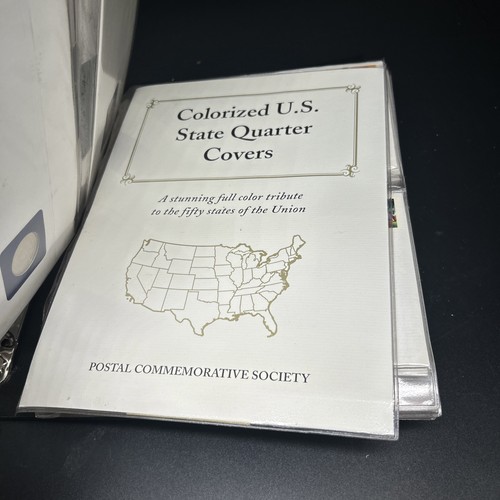 Colorized U.S.
State Quarter
Covers
A stunning full color tribute
to the fifty states of the Union
POSTAL COMMEMORATIVE SOCIETY